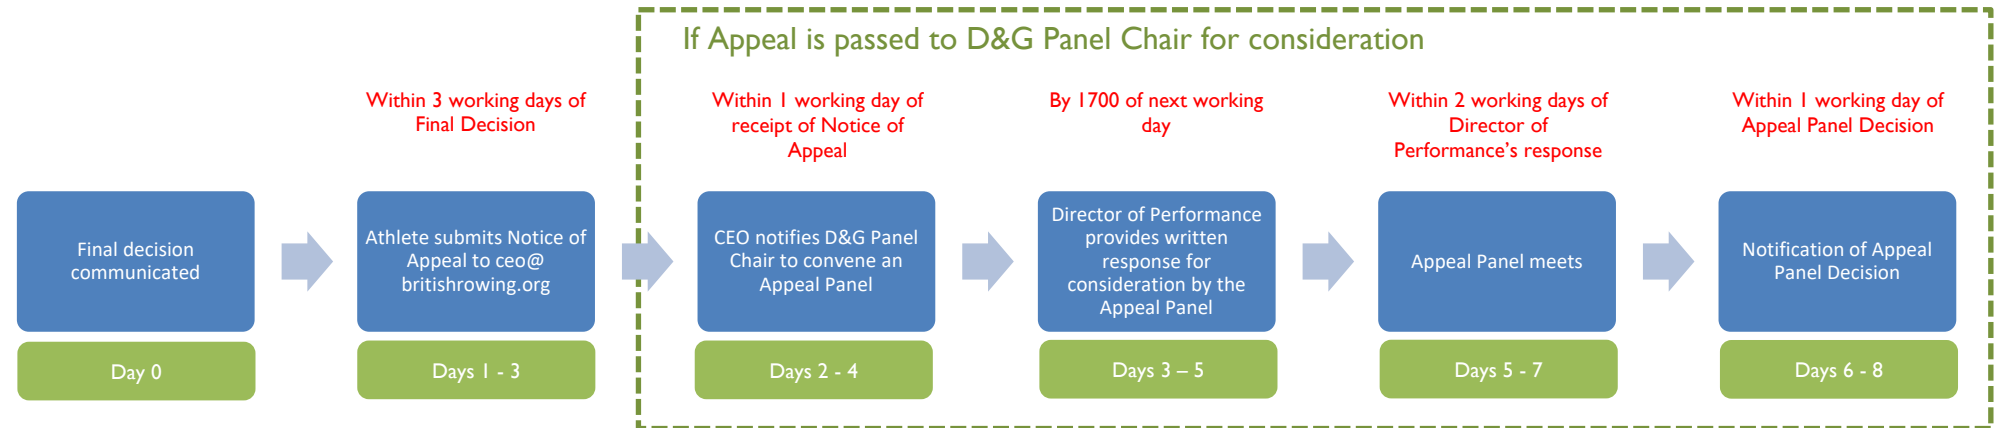 If Appeal is passed to D&G Panel Chair for consideration
Within 3 working days of
Final Decision
Within 1 working day of
receipt of Notice of
Appeal
By 1700 of next working
day
Within 2 working days of
Director of
Performance’s response
Within 1 working day of
Appeal Panel Decision
Final decision
communicated
Athlete submits Notice of
Appeal to ceo@
britishrowing.org
CEO notifies D&G Panel
Chair to convene an
Appeal Panel
Director of Performance
provides written
response for
consideration by the
Appeal Panel
Appeal Panel meets
Notification of Appeal
Panel Decision
Day 0
Days 1 - 3
Days 2 - 4
Days 3 – 5
Days 5 - 7
Days 6 - 8